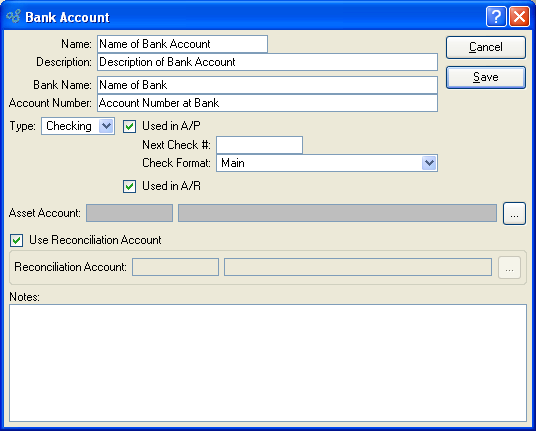 Bank Account
Name: Name of Bank Account
Cancel
Description: Description of Bank Account
Save
Bank Name: Name of Bank
Account Number: Account Number at Bank
Type: Checking Used in A/P
Next Check #:
Check Format: Main
Used in A/R
Asset Account: ...
Use Reconciliation Account
Reconciliation Account: ...
Notes: